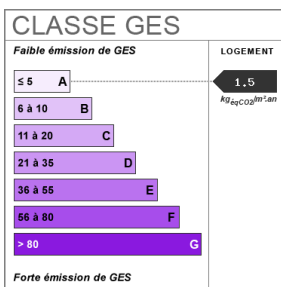 CLASSE GES
Faible émission de GES
LOGEMENT
≤ 5 A
1.5
kgéqCO2/m².an
6 à 10 B
11 à 20 C
21 à 35 D
36 à 55 E
56 à 80 F
> 80 G
Forte émission de GES